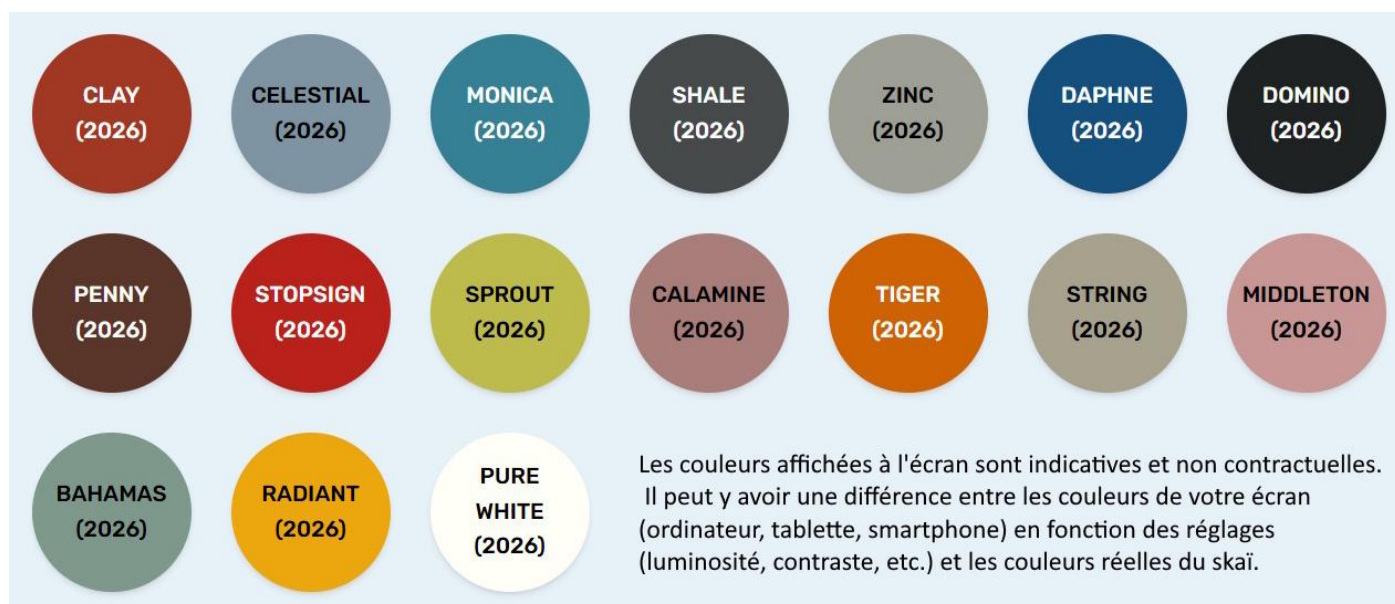 CLAY
(2026)
CELESTIAL
(2026)
MONICA
(2026)
SHALE
(2026)
ZINC
(2026)
DAPHNE
(2026)
DOMINO
(2026)
PENNY
(2026)
STOPSIGN
(2026)
SPROUT
(2026)
CALAMINE
(2026)
TIGER
(2026)
STRING
(2026)
MIDDLETON
(2026)
BAHAMAS
(2026)
RADIANT
(2026)
PURE
WHITE
(2026)
Les couleurs affichées à l'écran sont indicatives et non contractuelles.
Il peut y avoir une différence entre les couleurs de votre écran
(ordinateur, tablette, smartphone) en fonction des réglages
(luminosité, contraste, etc.) et les couleurs réelles du skaï.